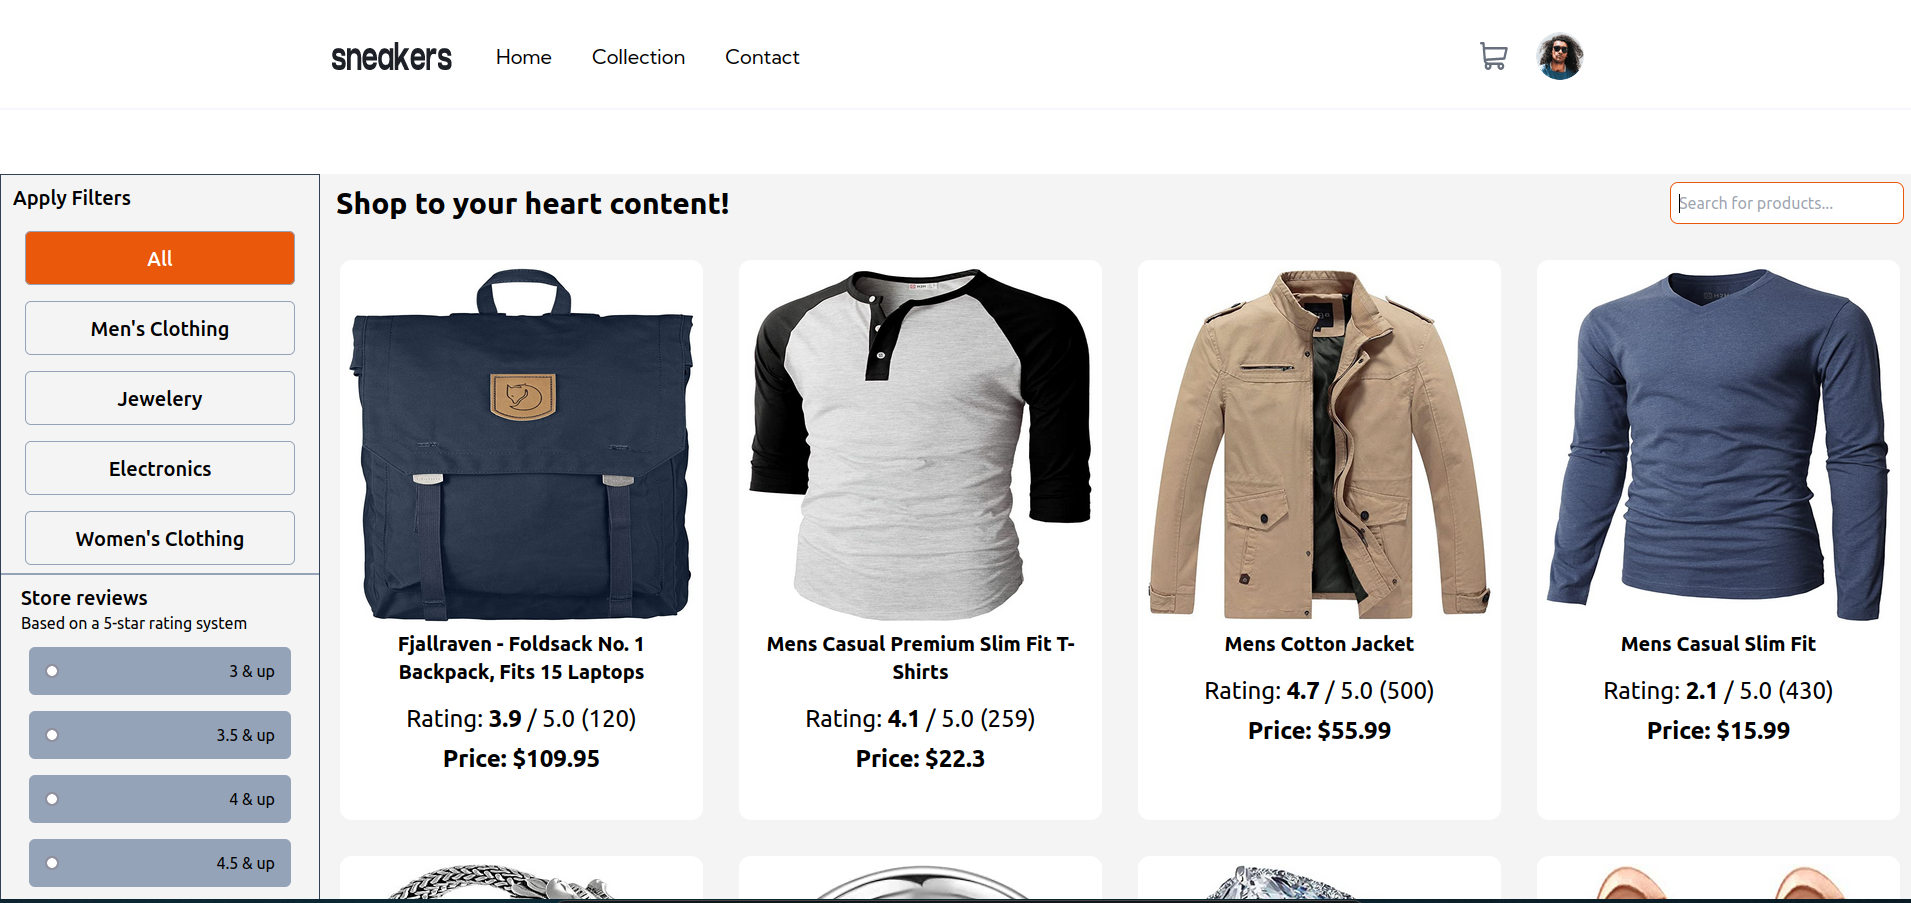 sneakers
Home
Collection
Contact
Apply Filters
All
Men's Clothing
Jewelery
Electronics
Women's Clothing
Store reviews
Based on a 5-star rating system
3 & up
3.5 & up
4 & up
4.5 & up
Shop to your heart content!
Search for products...
Fjallraven - Foldsack No. 1
Backpack, Fits 15 Laptops
Rating: 3.9 / 5.0 (120)
Price: $109.95
Mens Casual Premium Slim Fit T-
Shirts
Rating: 4.1 / 5.0 (259)
Price: $22.3
Mens Cotton Jacket
Rating: 4.7 / 5.0 (500)
Price: $55.99
Mens Casual Slim Fit
Rating: 2.1 / 5.0 (430)
Price: $15.99